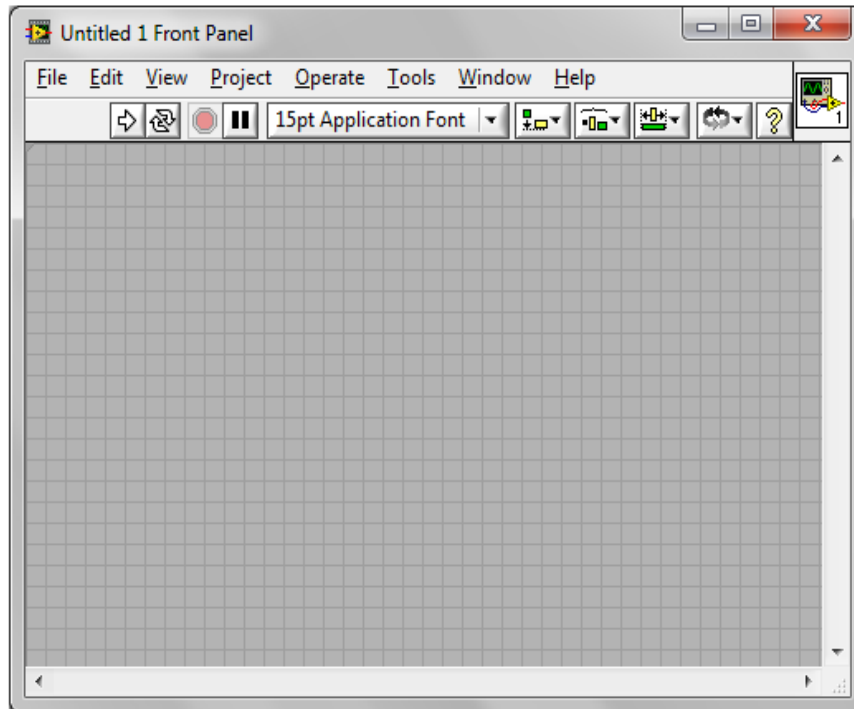 Untitled 1 Front Panel
File Edit View Project Operate Tools Window Help
15pt Application Font
1